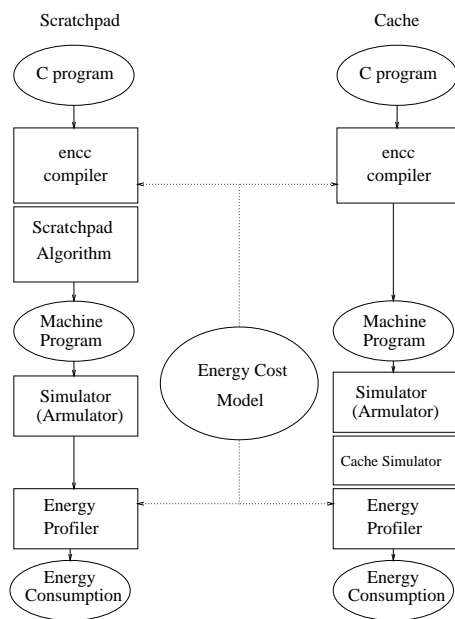 Scratchpad
C program
encc
compiler
Scratchpad
Algorithm
Machine
Program
Simulator
(Armulator)
Energy
Profiler
Energy
Consumption
Energy Cost
Model
Cache
C program
encc
compiler
Machine
Program
Simulator
(Armulator)
Cache Simulator
Energy
Profiler
Energy
Consumption